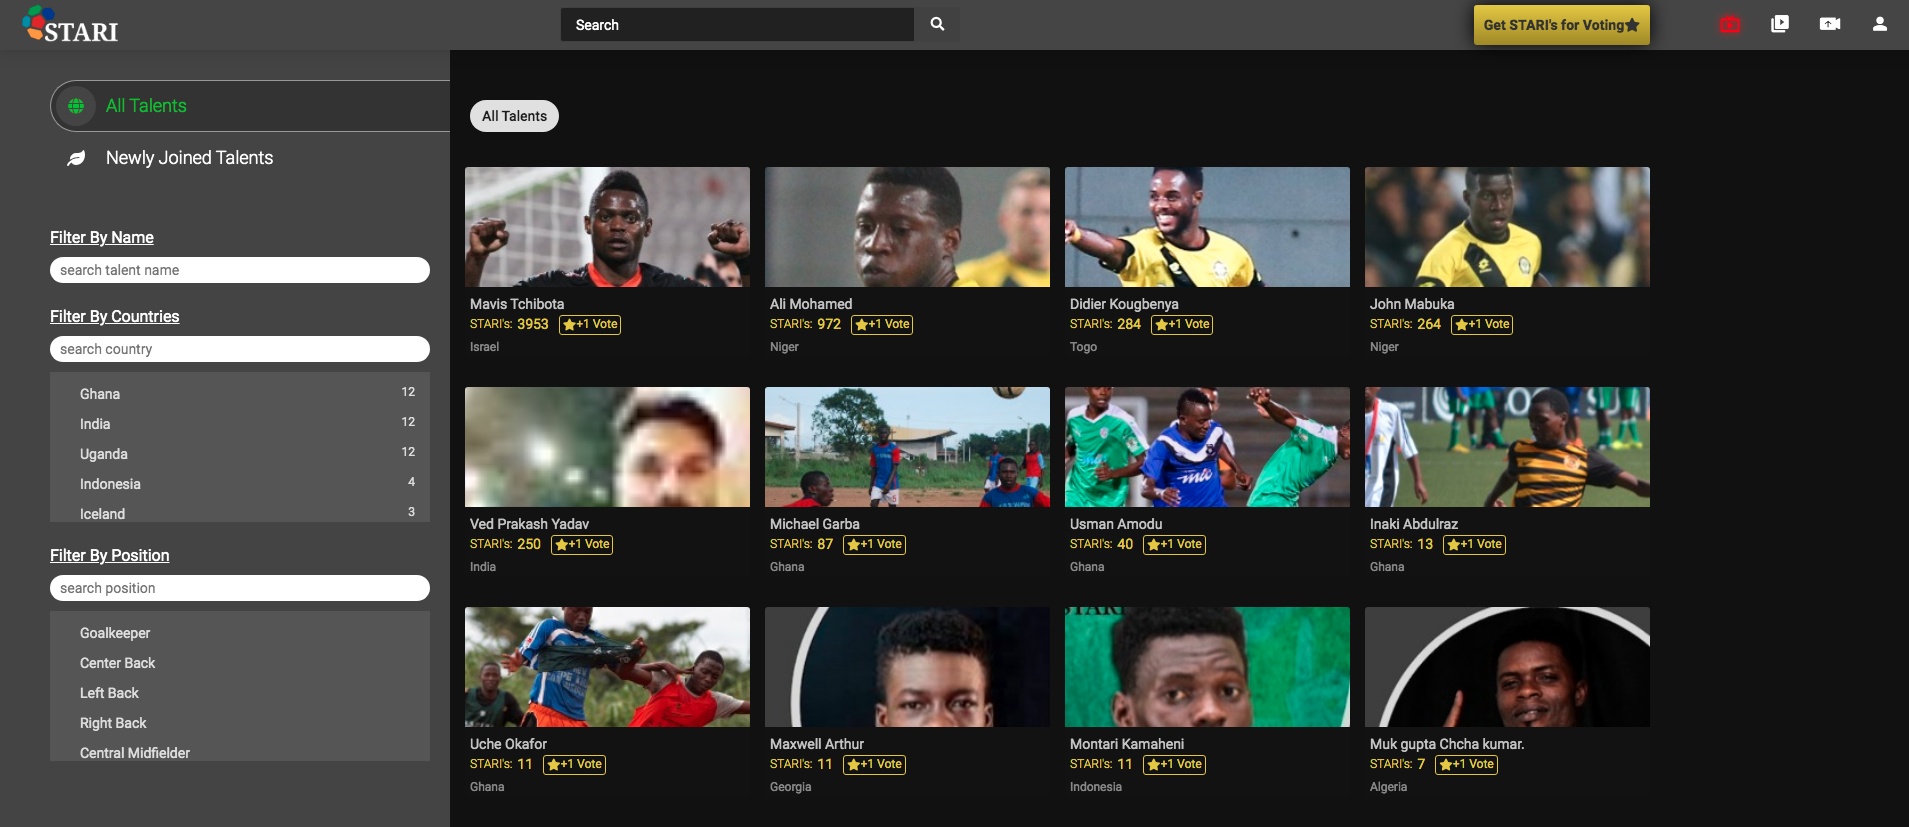 STARI
Search
Get STARI's for Voting
All Talents
Newly Joined Talents
Filter By Name
search talent name
Filter By Countries
search country
Ghana 12
India 12
Uganda 12
Indonesia 4
Iceland 3
Filter By Position
search position
Goalkeeper
Center Back
Left Back
Right Back
Central Midfielder
All Talents
Mavis Tchibota
STARI's: 3953 +1 Vote
Israel
Ali Mohamed
STARI's: 972 +1 Vote
Niger
Didier Kougbenya
STARI's: 284 +1 Vote
Togo
John Mabuka
STARI's: 264 +1 Vote
Niger
Ved Prakash Yadav
STARI's: 250 +1 Vote
India
Michael Garba
STARI's: 87 +1 Vote
Ghana
Usman Amodu
STARI's: 40 +1 Vote
Ghana
Inaki Abdulraz
STARI's: 13 +1 Vote
Ghana
Uche Okafor
STARI's: 11 +1 Vote
Ghana
Maxwell Arthur
STARI's: 11 +1 Vote
Georgia
STARI
Montari Kamaheni
STARI's: 11 +1 Vote
Indonesia
Muk gupta Chcha kumar.
STARI's: 7 +1 Vote
Algeria